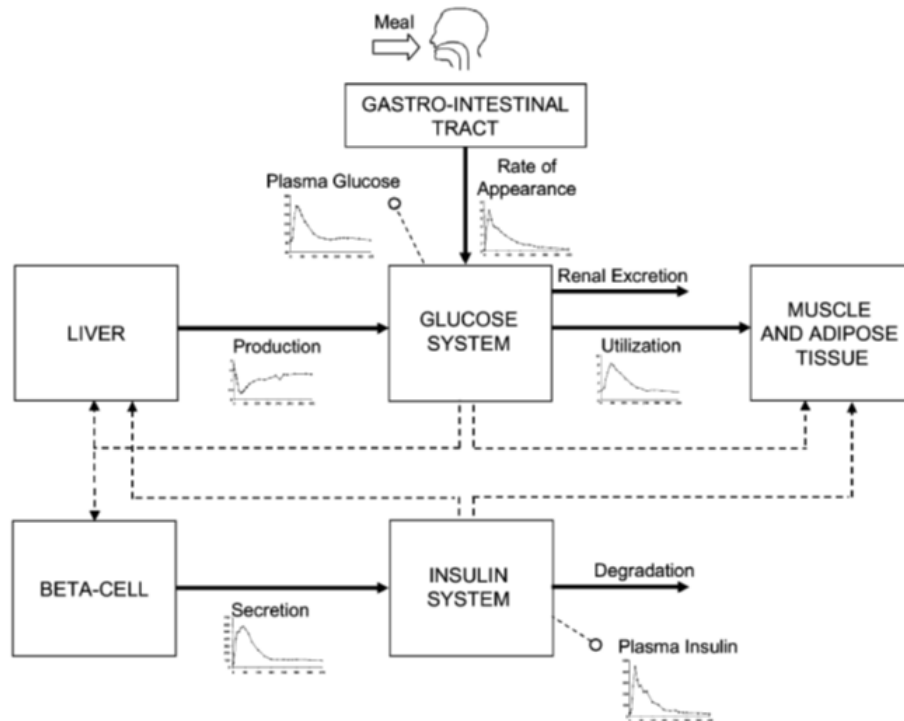 Meal
GASTRO-INTESTINAL
TRACT
Plasma Glucose
Rate of
Appearance
LIVER
Production
GLUCOSE
SYSTEM
Renal Excretion
Utilization
MUSCLE
AND ADIPOSE
TISSUE
BETA-CELL
Secretion
INSULIN
SYSTEM
Degradation
Plasma Insulin